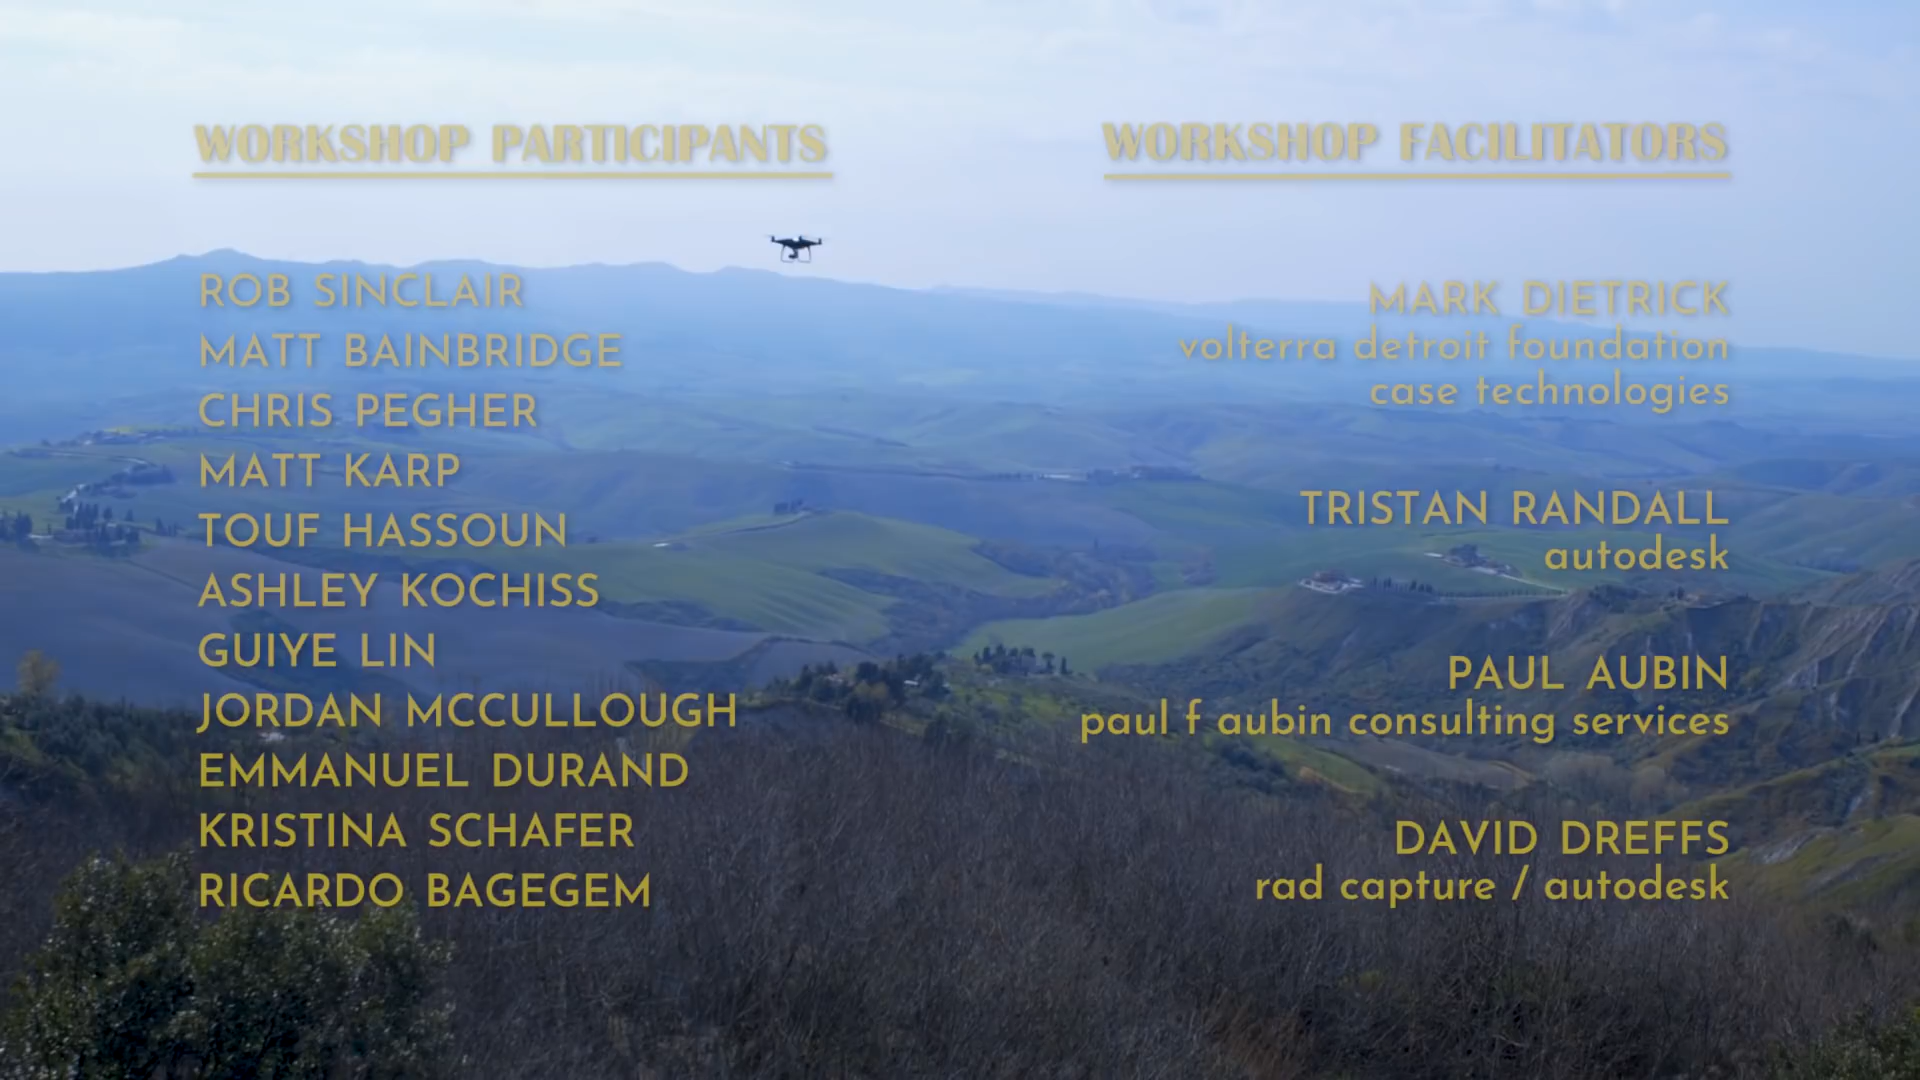 WORKSHOP PARTICIPANTS
ROB SINCLAIR
MATT BAINBRIDGE
CHRIS PEGHER
MATT KARP
TOUF HASSOUN
ASHLEY KOCHISS
GUIYE LIN
JORDAN MCCULLOUGH
EMMANUEL DURAND
KRISTINA SCHAFER
RICARDO BAGEGEM
WORKSHOP FACILITATORS
MARK DIETRICK
volterra detroit foundation
case technologies
TRISTAN RANDALL
autodesk
PAUL AUBIN
paul f aubin consulting services
DAVID DREFFS
rad capture / autodesk